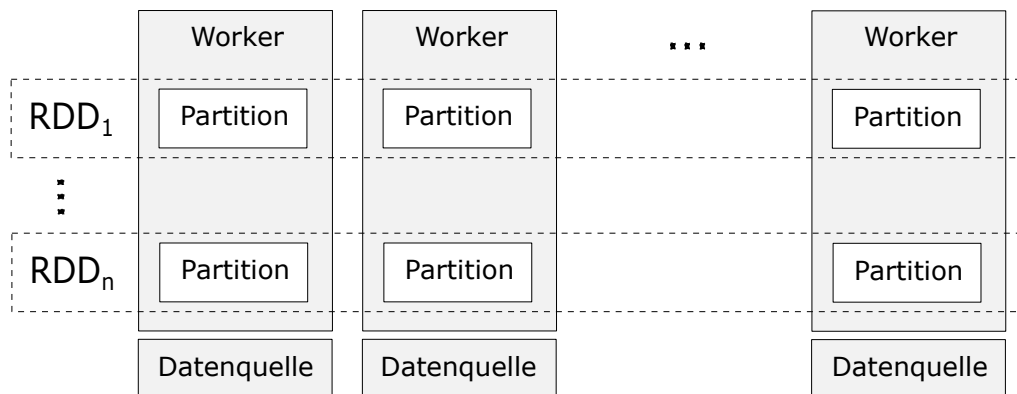 Worker Worker ... Worker
RDD₁ Partition Partition Partition
⋮
RDDₙ Partition Partition Partition
Datenquelle Datenquelle Datenquelle